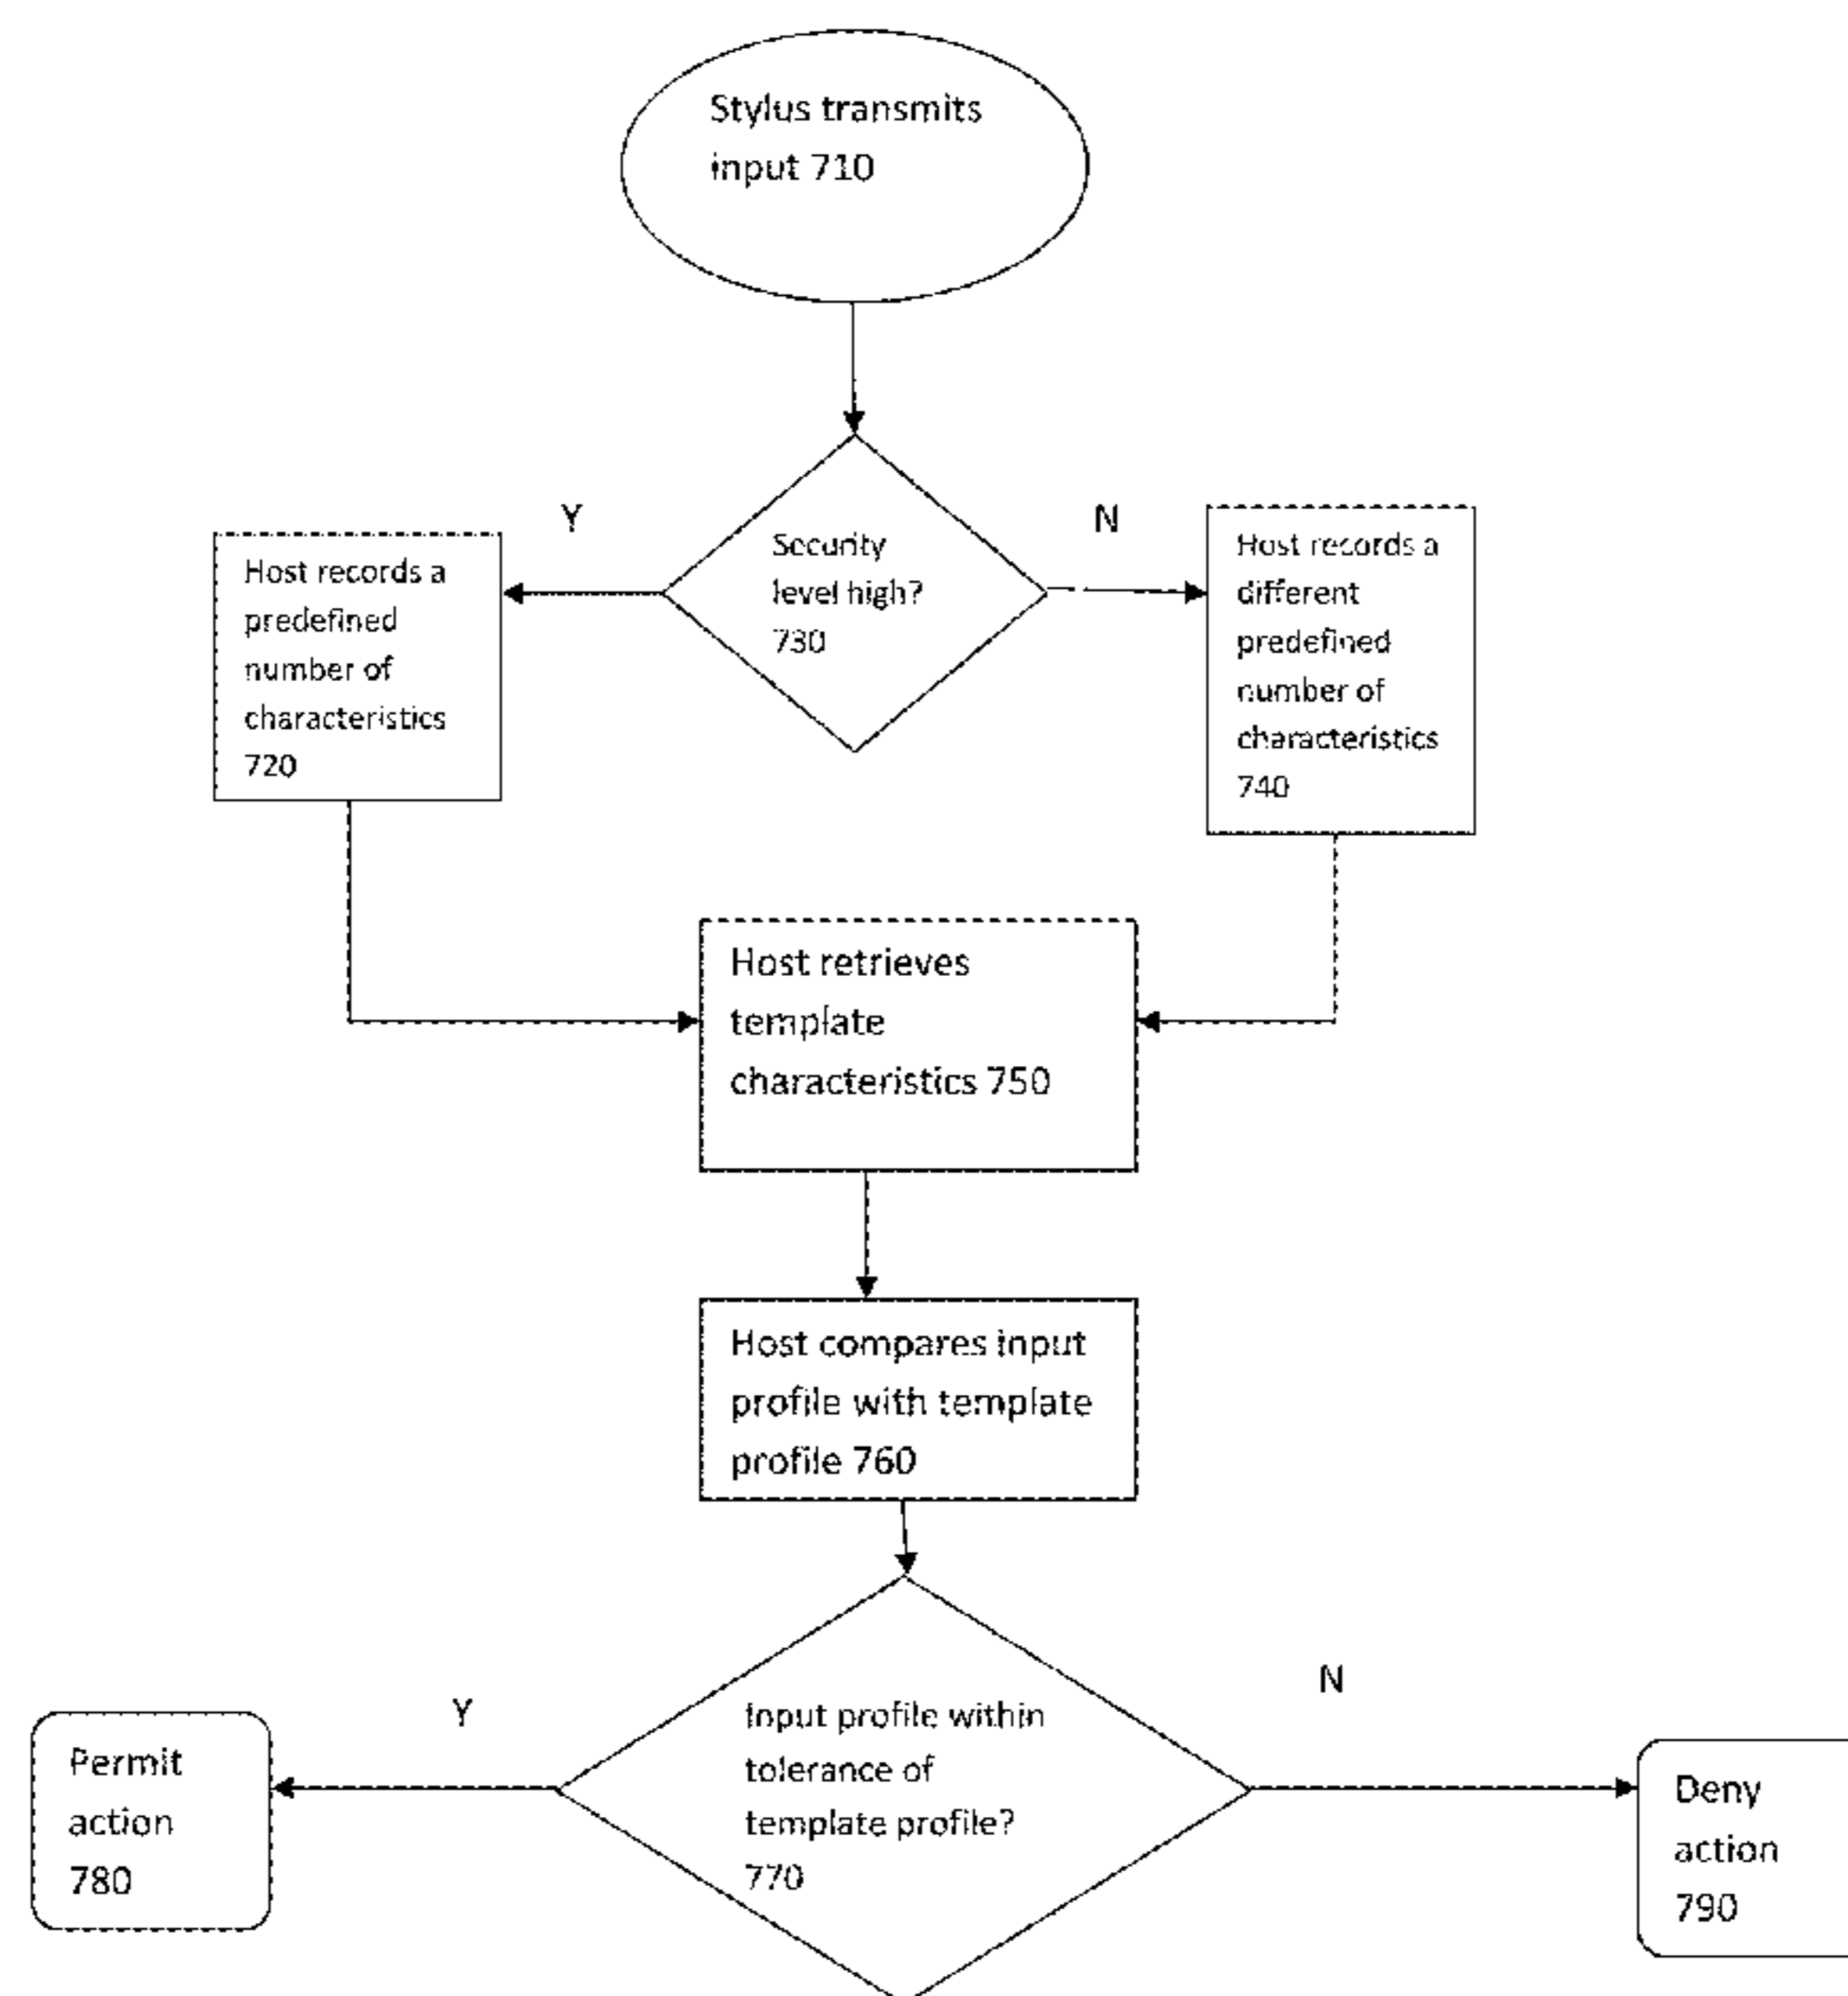 Stylus transmits
input 710
Y
N
Security
level high?
730
Host records a
predefined
number of
characteristics
720
Host records a
different
predefined
number of
characteristics
740
Host retrieves
template
characteristics 750
Host compares input
profile with template
profile 760
Y
N
Input profile within
tolerance of
template profile?
770
Permit
action
780
Deny
action
790